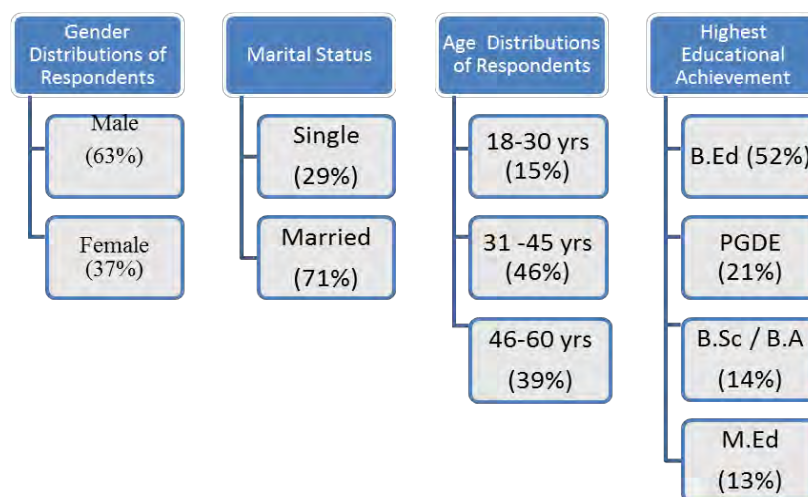 Gender
Distributions of
Respondents
Male
(63%)
Female
(37%)
Marital Status
Single
(29%)
Married
(71%)
Age Distributions
of Respondents
18-30 yrs
(15%)
31 -45 yrs
(46%)
46-60 yrs
(39%)
Highest
Educational
Achievement
B.Ed (52%)
PGDE
(21%)
B.Sc / B.A
(14%)
M.Ed
(13%)